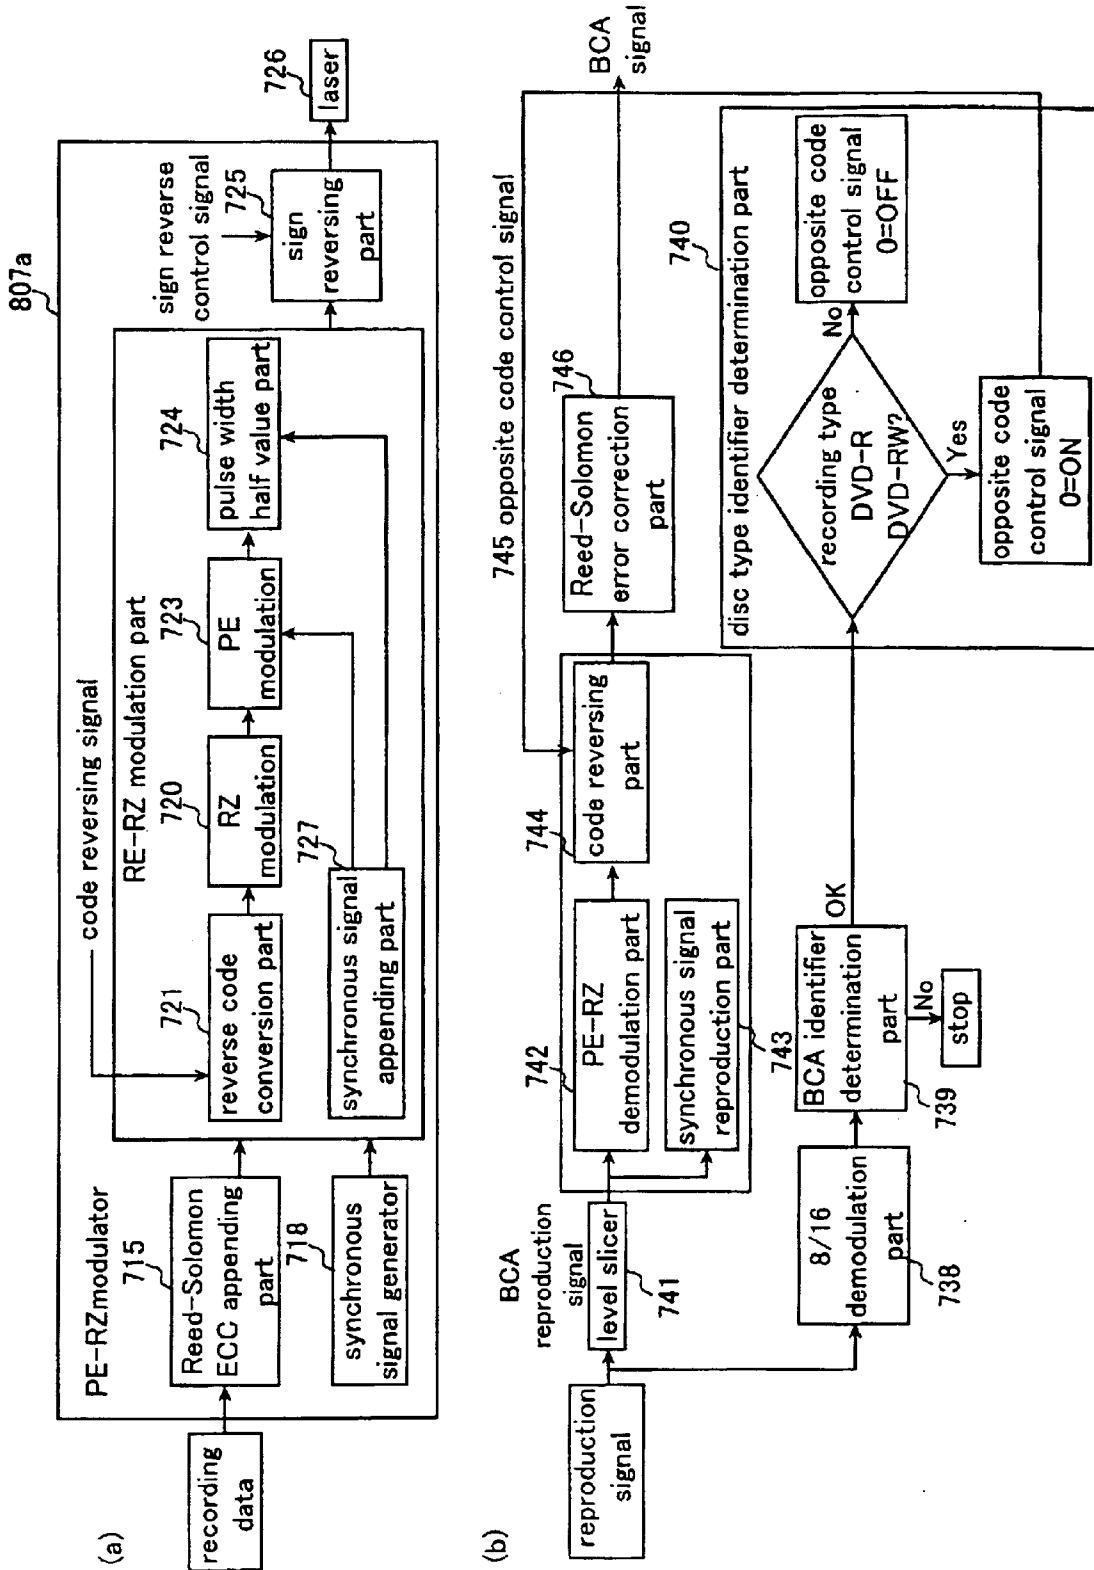 (a)
807a
PE-RZmodulator
recording
data
715
Reed-Solomon
ECC appending
part
718
synchronous
signal generator
code reversing signal
RE-RZ modulation part
721
reverse code
conversion part
720
RZ
modulation
723
PE
modulation
724
pulse width
half value part
727
synchronous signal
appending part
sign reverse
control signal
725
sign
reversing
part
726
laser
(b)
reproduction
signal
BCA
reproduction
signal
level slicer
741
742
PE-RZ
demodulation part
synchronous signal
reproduction part
743
744
code reversing
part
745 opposite code control signal
746
Reed-Solomon
error correction
part
BCA
signal
8/16
demodulation
part
738
BCA identifier
determination
part
739
No
stop
OK
disc type identifier determination part
740
recording type
DVD-R
DVD-RW?
No
opposite code
control signal
0=OFF
Yes
opposite code
control signal
0=ON